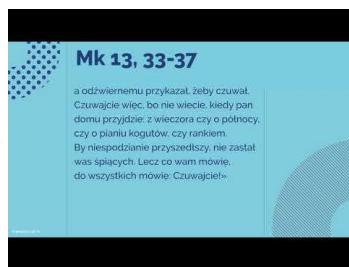 Mk 13, 33-37
a odźwiernemu przykazał, żeby czuwał.
Czuwajcie więc, bo nie wiecie, kiedy pan
domu przyjdzie: z wieczora czy o północy,
czy o pianiu kogutów, czy rankiem.
By niespodzianie przyszedłszy, nie zastał
was śpiących. Lecz co wam mówię,
do wszystkich mówię: Czuwajcie!»